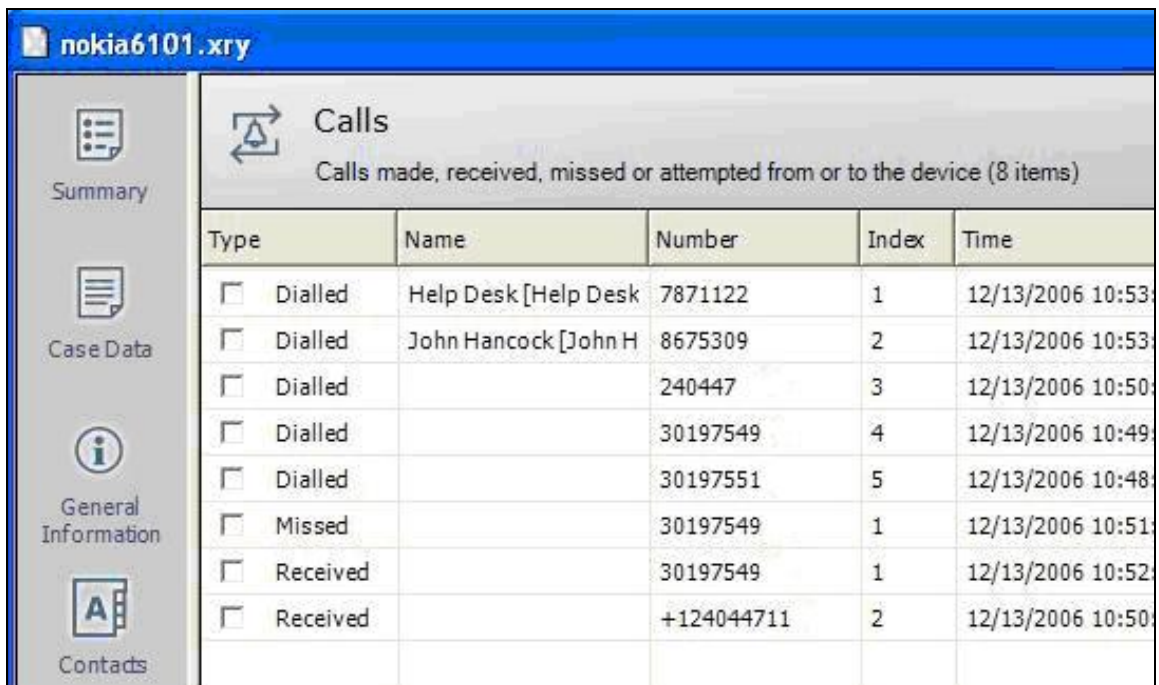 nokia6101.xry
Summary
Case Data
General
Information
Contacts
Calls
Calls made, received, missed or attempted from or to the device (8 items)
Type Name Number Index Time
Dialled Help Desk [Help Desk 7871122 1 12/13/2006 10:53:
Dialled John Hancock [John H 8675309 2 12/13/2006 10:53:
Dialled 240447 3 12/13/2006 10:50:
Dialled 30197549 4 12/13/2006 10:49:
Dialled 30197551 5 12/13/2006 10:48:
Missed 30197549 1 12/13/2006 10:51:
Received 30197549 1 12/13/2006 10:52:
Received +124044711 2 12/13/2006 10:50: